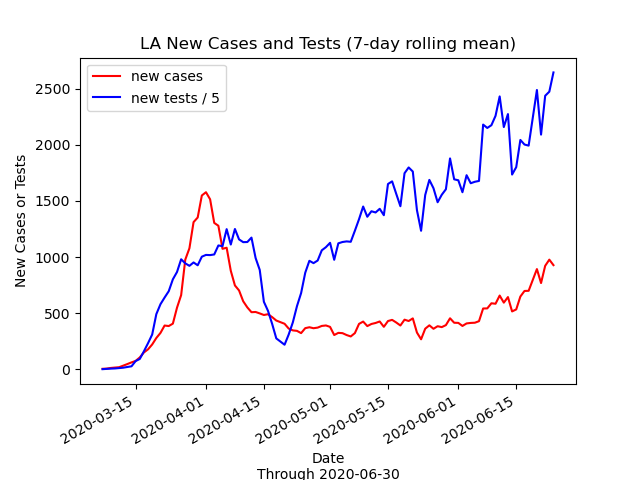 LA New Cases and Tests (7-day rolling mean)
new cases
new tests / 5
New Cases or Tests
2500
2000
1500
1000
500
0
2020-03-15
2020-04-01
2020-04-15
2020-05-01
2020-05-15
2020-06-01
2020-06-15
Date
Through 2020-06-30